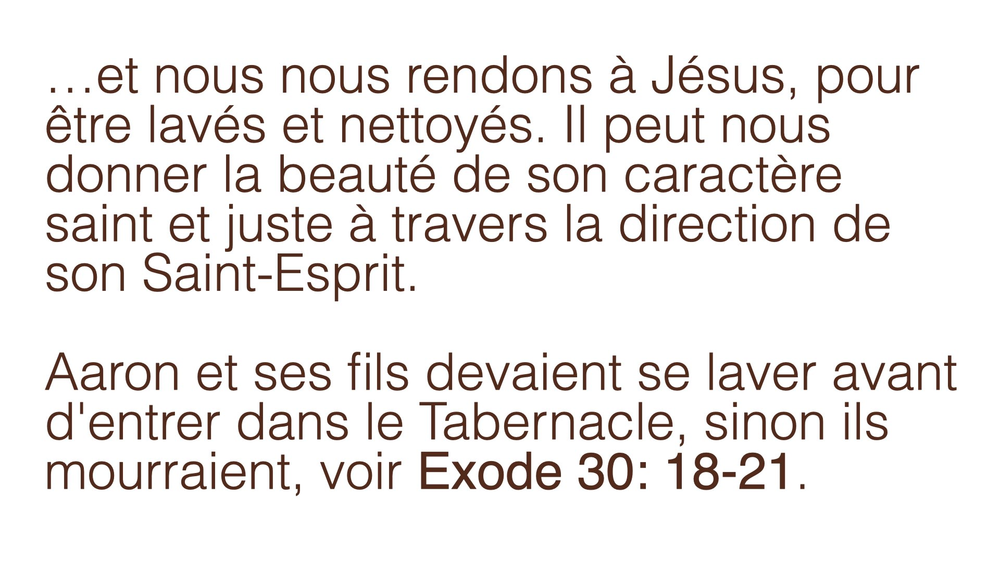 …et nous nous rendons à Jésus, pour
être lavés et nettoyés. Il peut nous
donner la beauté de son caractère
saint et juste à travers la direction de
son Saint-Esprit.
Aaron et ses fils devaient se laver avant
d'entrer dans le Tabernacle, sinon ils
mourraient, voir Exode 30: 18-21.